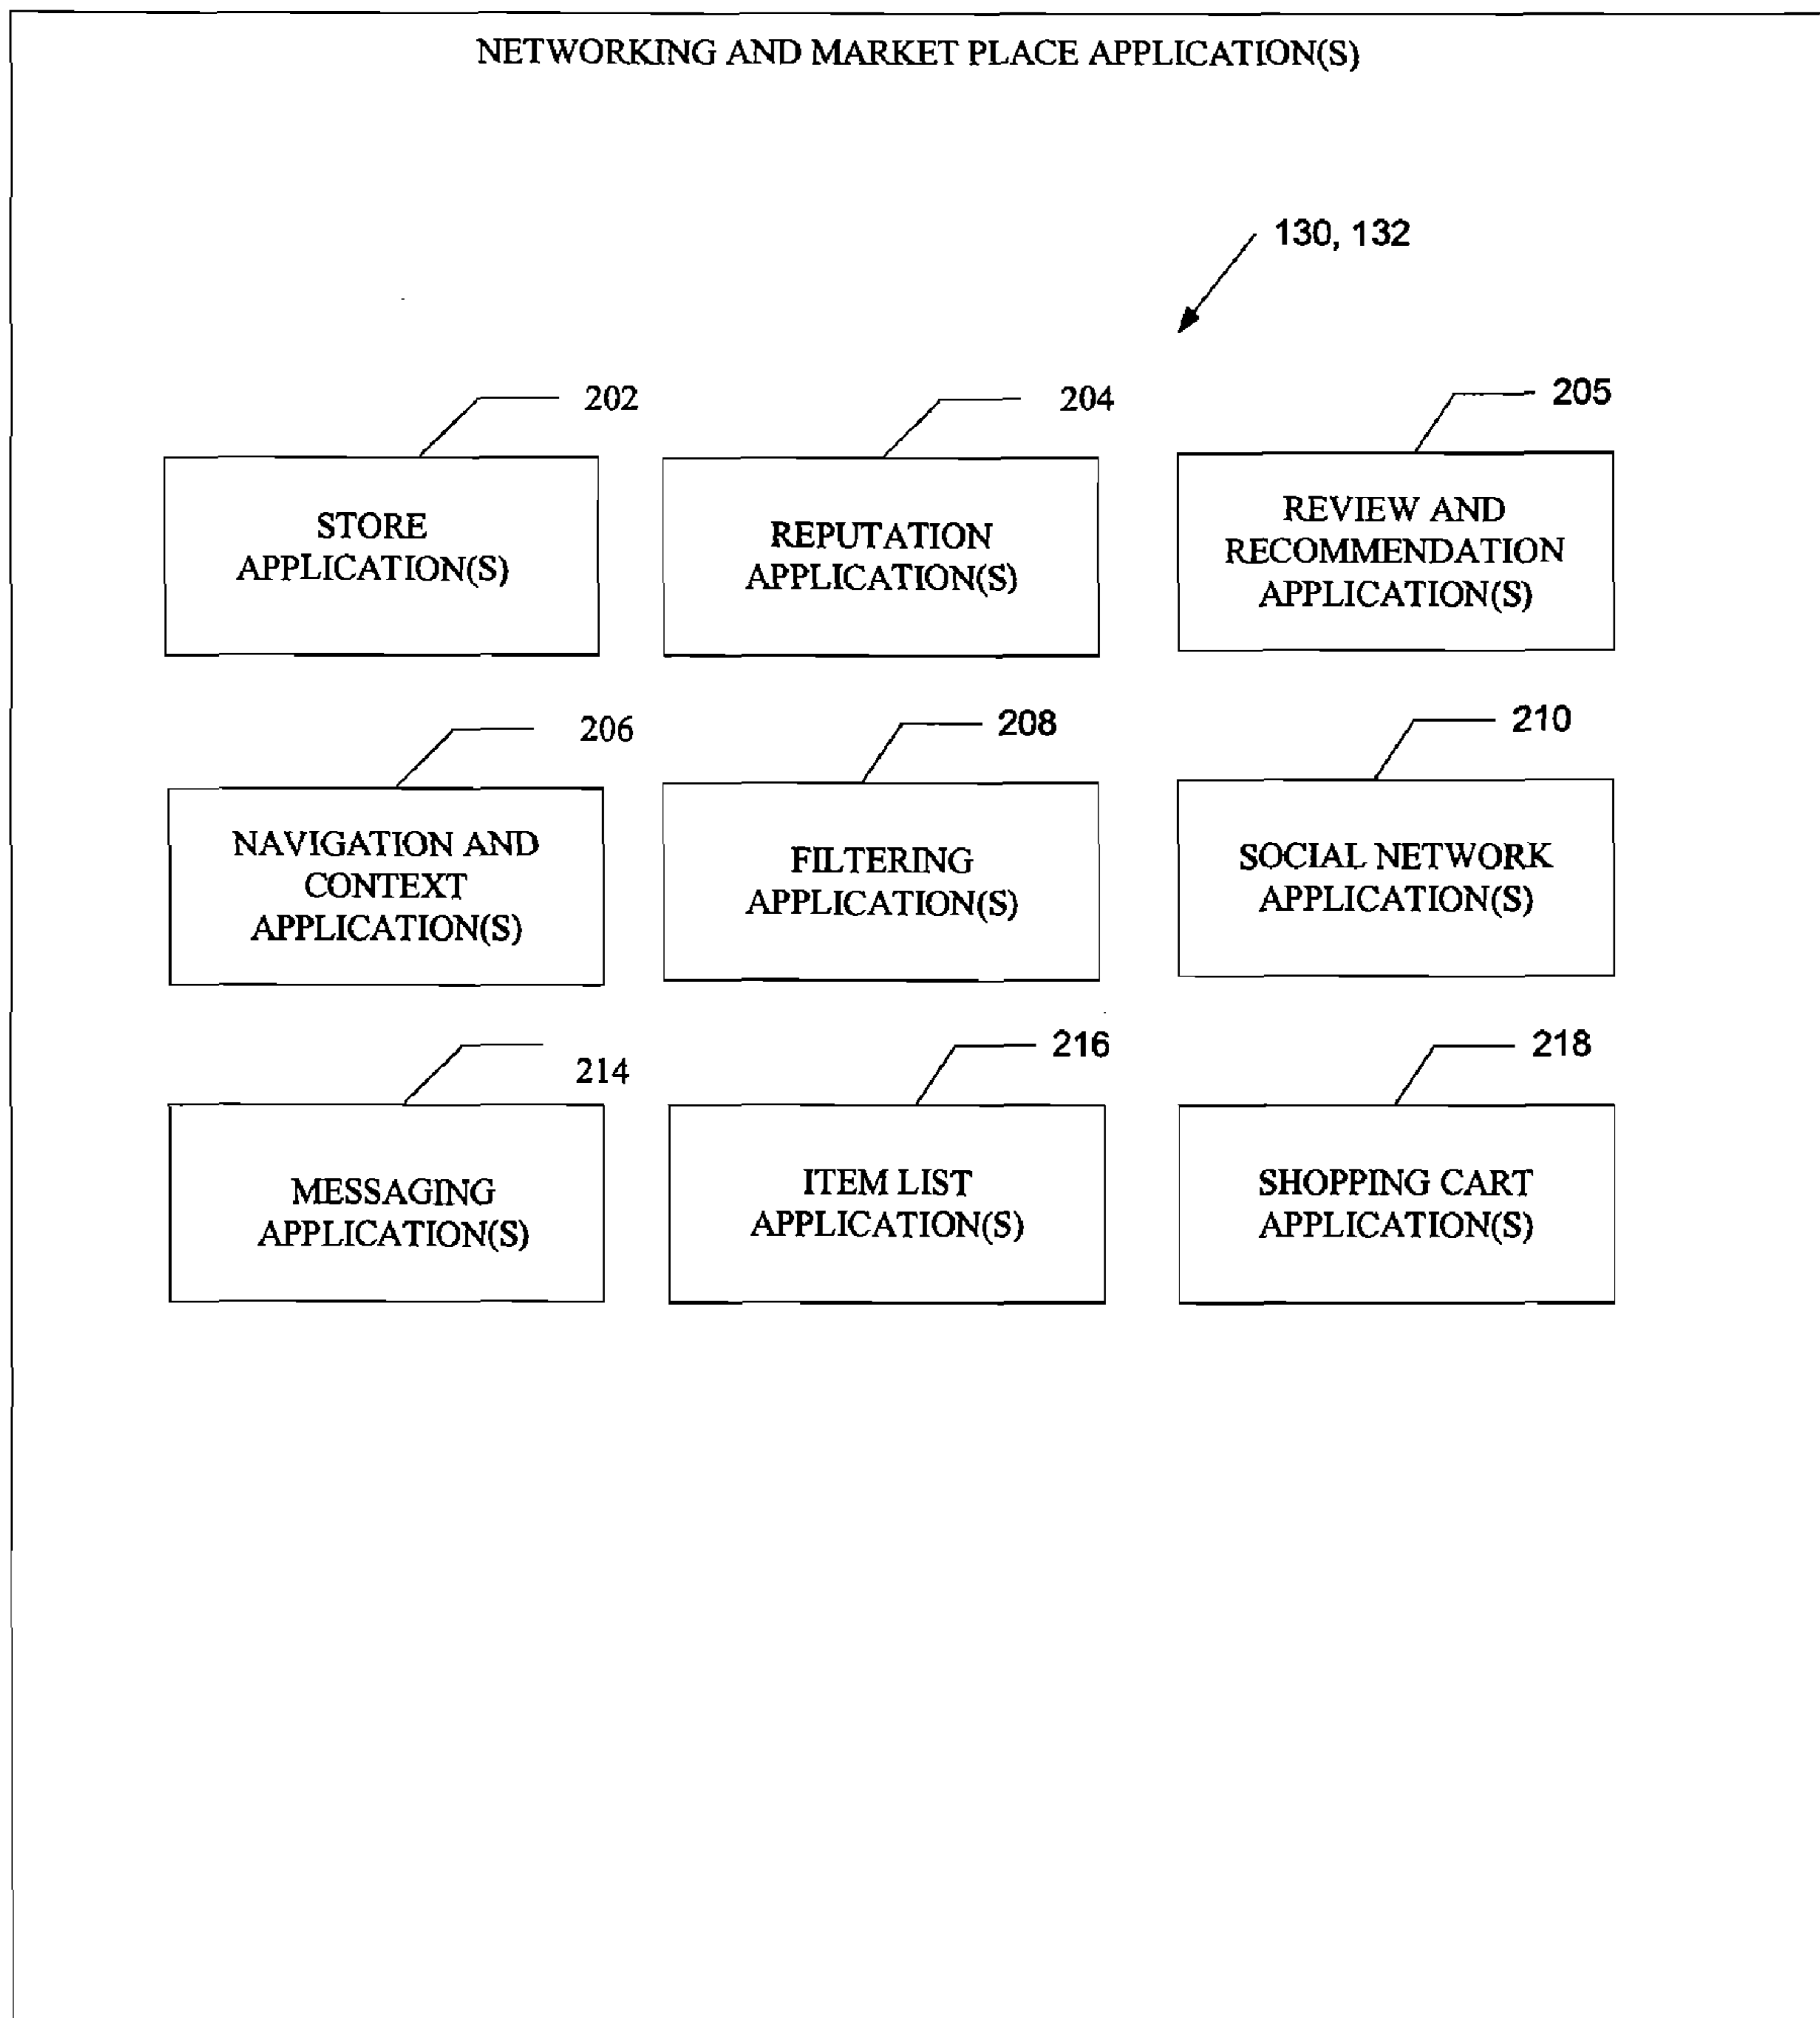 NETWORKING AND MARKET PLACE APPLICATION(S)
130, 132
202
STORE
APPLICATION(S)
204
REPUTATION
APPLICATION(S)
205
REVIEW AND
RECOMMENDATION
APPLICATION(S)
206
NAVIGATION AND
CONTEXT
APPLICATION(S)
208
FILTERING
APPLICATION(S)
210
SOCIAL NETWORK
APPLICATION(S)
214
MESSAGING
APPLICATION(S)
216
ITEM LIST
APPLICATION(S)
218
SHOPPING CART
APPLICATION(S)